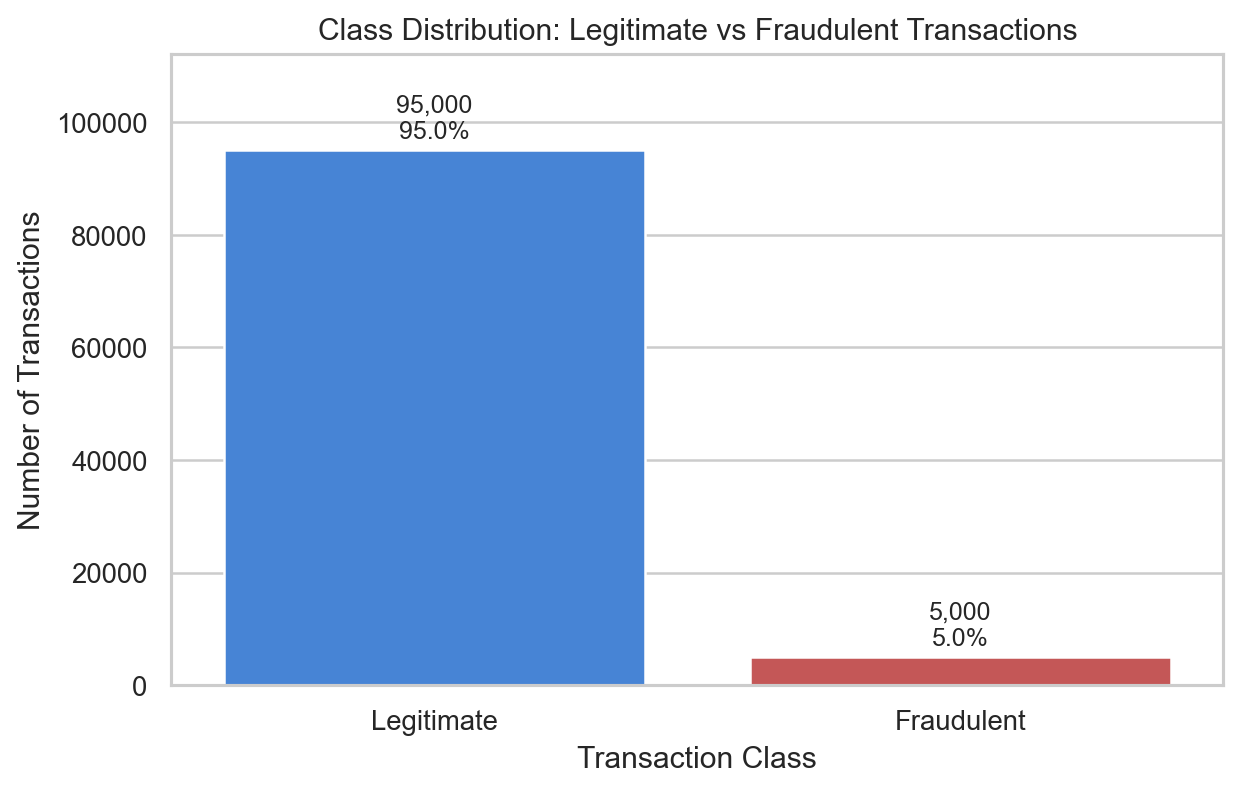 Class Distribution: Legitimate vs Fraudulent Transactions
95,000
95.0%
100000
80000
60000
40000
20000
0
Number of Transactions
5,000
5.0%
Legitimate
Fraudulent
Transaction Class